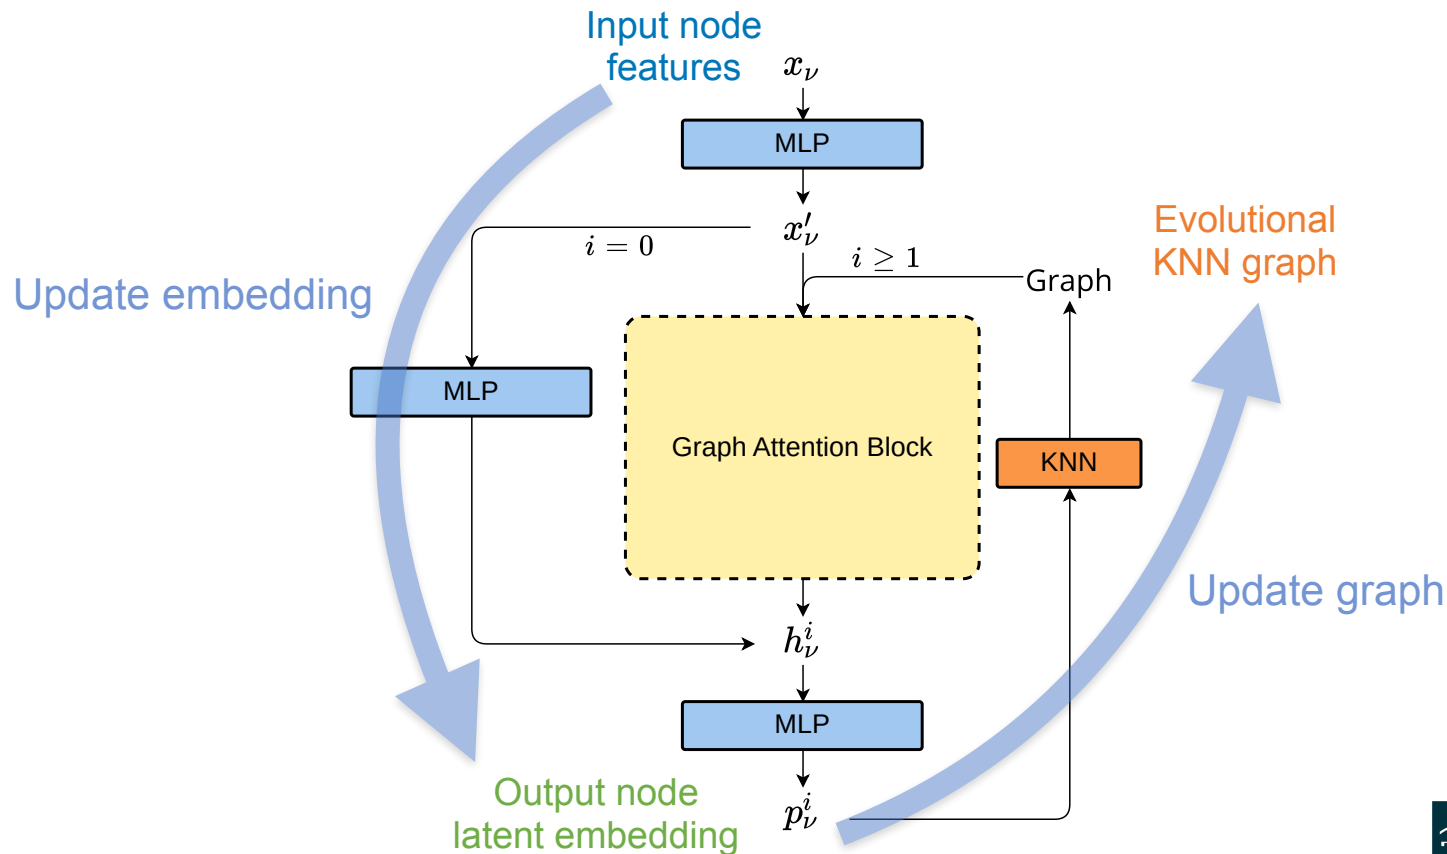 Input node
features
x_ν
MLP
x′_ν
i = 0
i ≥ 1
Graph
Evolutional
KNN graph
Update embedding
MLP
Graph Attention Block
KNN
Update graph
h^i_ν
MLP
Output node
latent embedding
p^i_ν